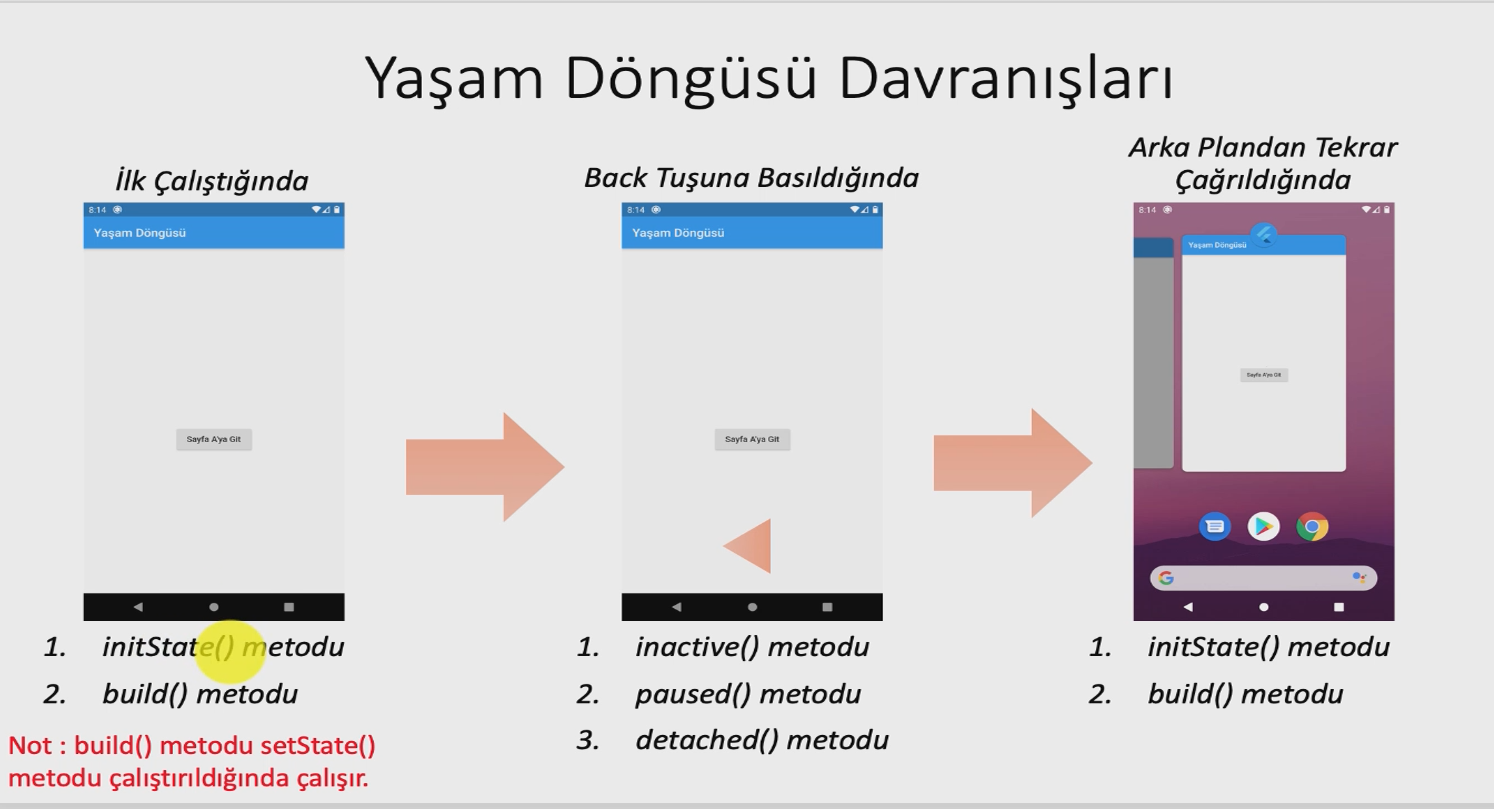 Yaşam Döngüsü Davranışları
İlk Çalıştığında
8:14
Yaşam Döngüsü
Sayfa A'ya Git
1. initState() metodu
2. build() metodu
Not : build() metodu setState()
metodu çalıştırıldığında çalışır.
Back Tuşuna Basıldığında
8:14
Yaşam Döngüsü
Sayfa A'ya Git
1. inactive() metodu
2. paused() metodu
3. detached() metodu
Arka Plandan Tekrar
Çağrıldığında
8:14
Yaşam Döngüsü
Sayfa A'ya Git
1. initState() metodu
2. build() metodu